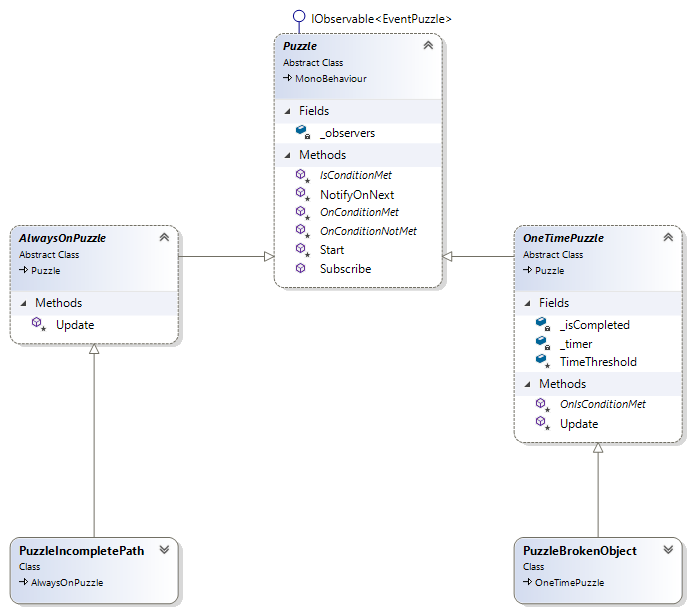 IObservable<EventPuzzle>
Puzzle
Abstract Class
MonoBehaviour
Fields
_observers
Methods
IsConditionMet
NotifyOnNext
OnConditionMet
OnConditionNotMet
Start
Subscribe
AlwaysOnPuzzle
Abstract Class
Puzzle
Methods
Update
OneTimePuzzle
Abstract Class
Puzzle
Fields
_isCompleted
_timer
TimeThreshold
Methods
OnIsConditionMet
Update
PuzzleIncompletePath
Class
AlwaysOnPuzzle
PuzzleBrokenObject
Class
OneTimePuzzle